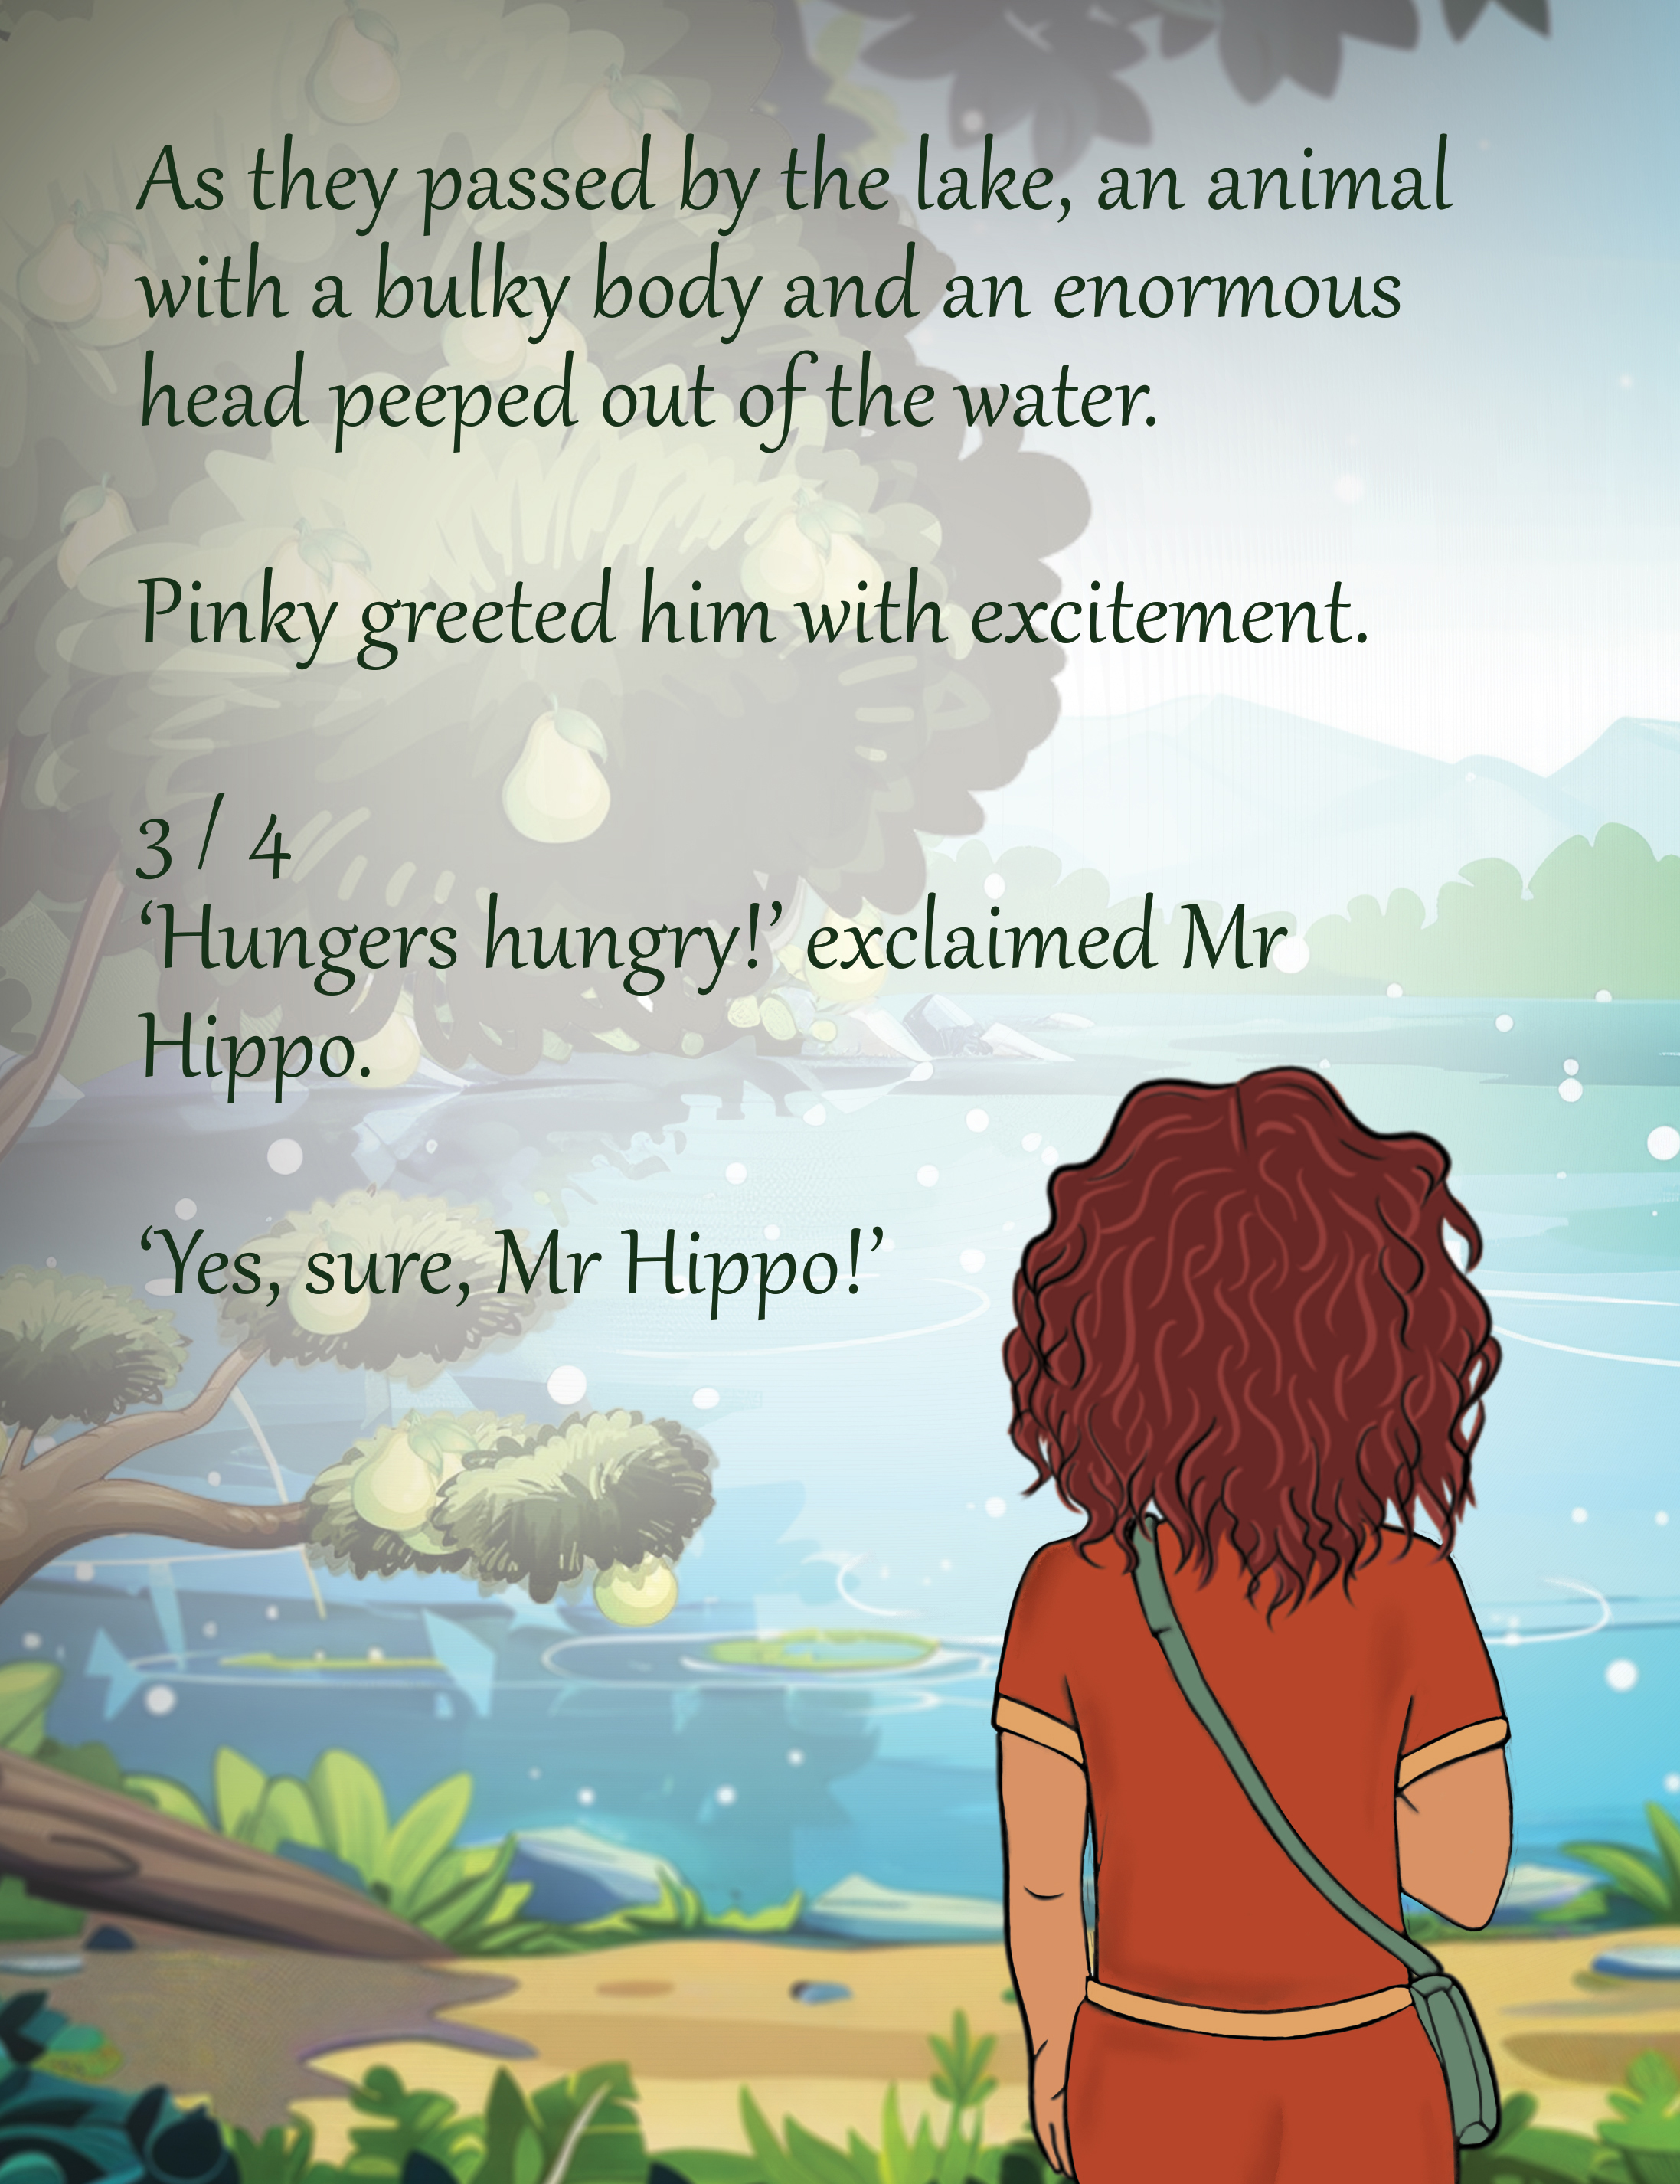 As they passed by the lake, an animal
with a bulky body and an enormous
head peeped out of the water.
Pinky greeted him with excitement.
3 / 4
‘Hungers hungry!’ exclaimed Mr
Hippo.
‘Yes, sure, Mr Hippo!’